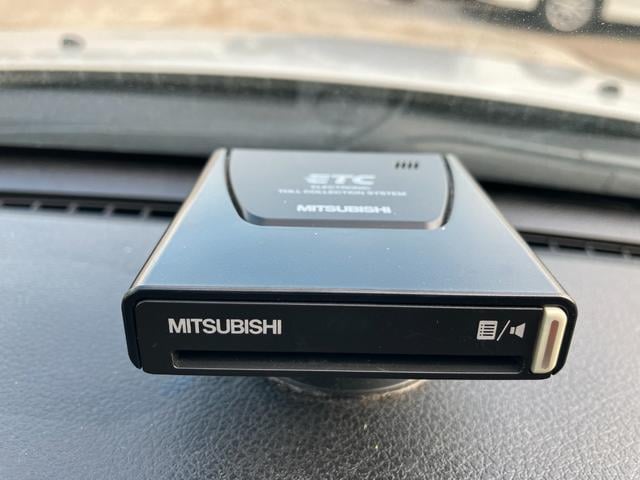 ETC
ELECTRONIC
TOLL COLLECTION SYSTEM
MITSUBISHI
MITSUBISHI